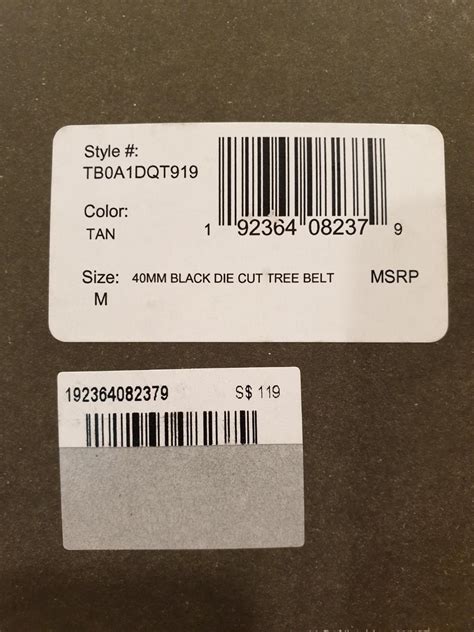 Style #:
TB0A1DQT919
Color:
TAN
1 92364 08237 9
Size: 40MM BLACK DIE CUT TREE BELT MSRP
M
192364082379 S$ 119